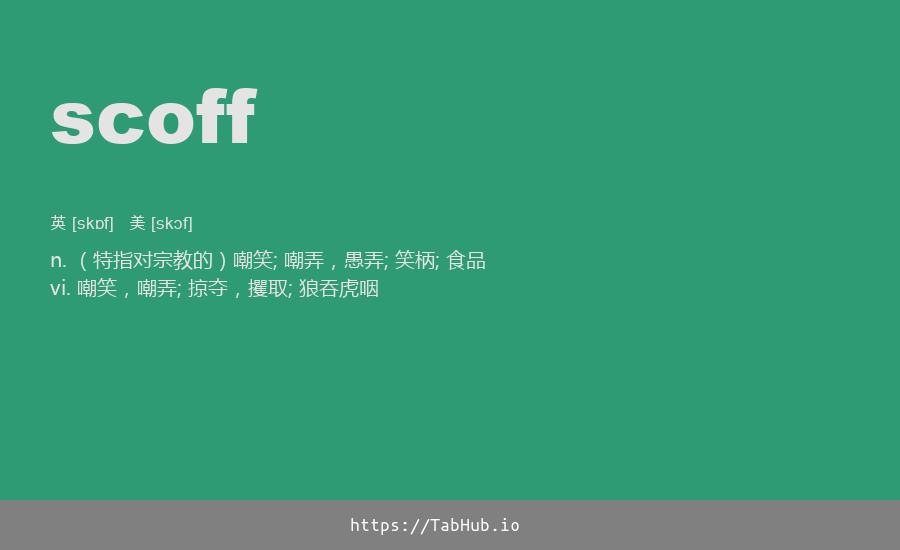 scoff
英 [skɒf] 美 [skɔf]
n. （特指对宗教的）嘲笑; 嘲弄，愚弄; 笑柄; 食品
vi. 嘲笑，嘲弄; 掠夺，攫取; 狼吞虎咽
https://TabHub.io